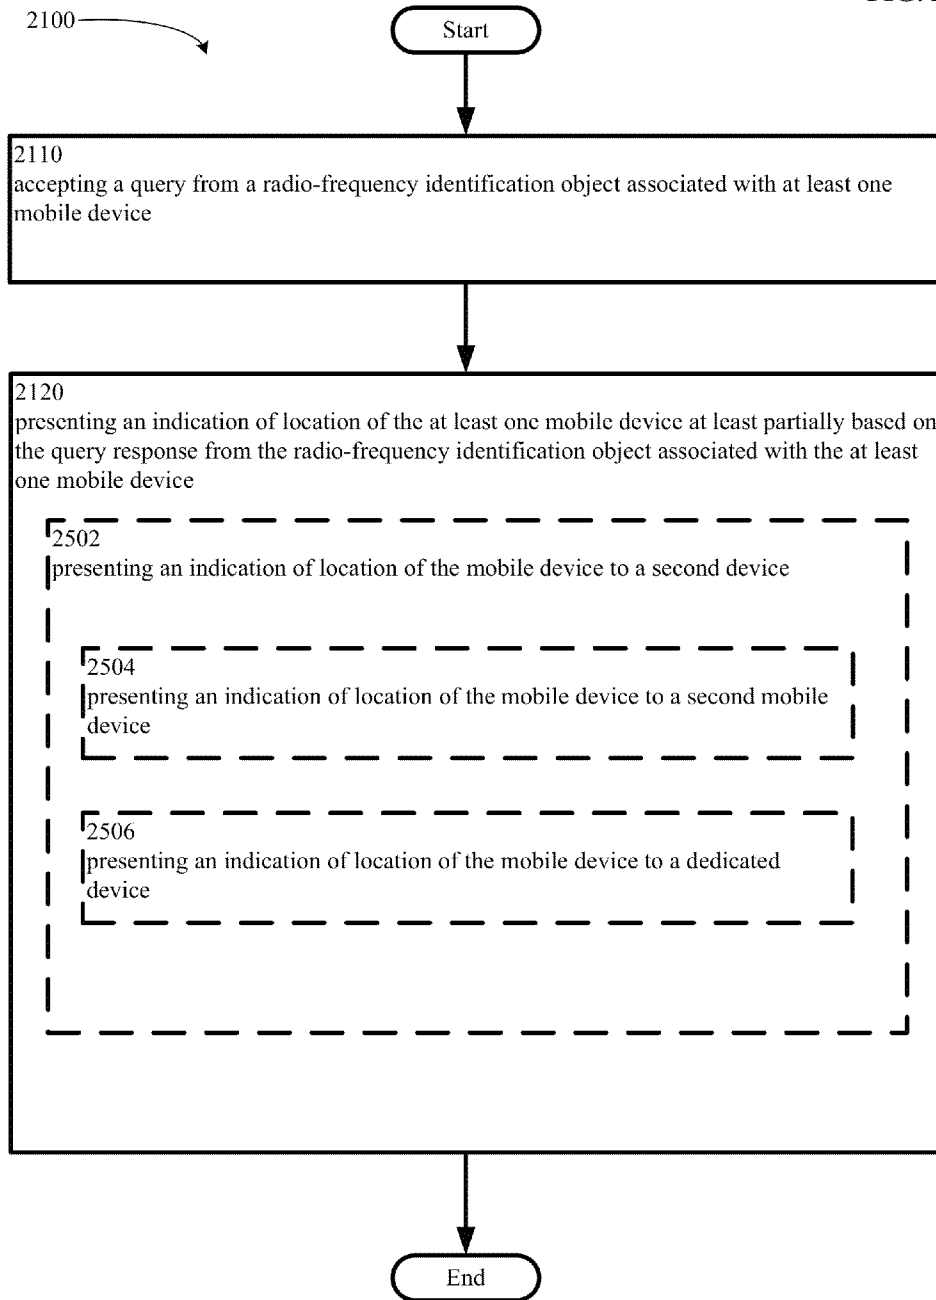 2100
Start
2110
accepting a query from a radio-frequency identification object associated with at least one
mobile device
2120
presenting an indication of location of the at least one mobile device at least partially based on
the query response from the radio-frequency identification object associated with the at least
one mobile device
2502
presenting an indication of location of the mobile device to a second device
2504
presenting an indication of location of the mobile device to a second mobile
device
2506
presenting an indication of location of the mobile device to a dedicated
device
End